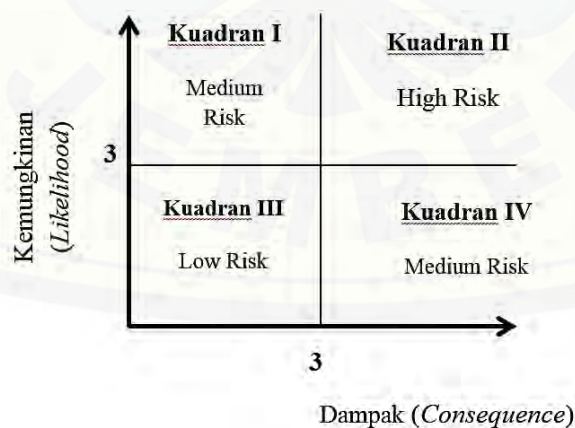 Kuadran I
Medium
Risk
Kuadran II
High Risk
Kemungkinan
(Likelihood)
3
Kuadran III
Low Risk
Kuadran IV
Medium Risk
3
Dampak (Consequence)